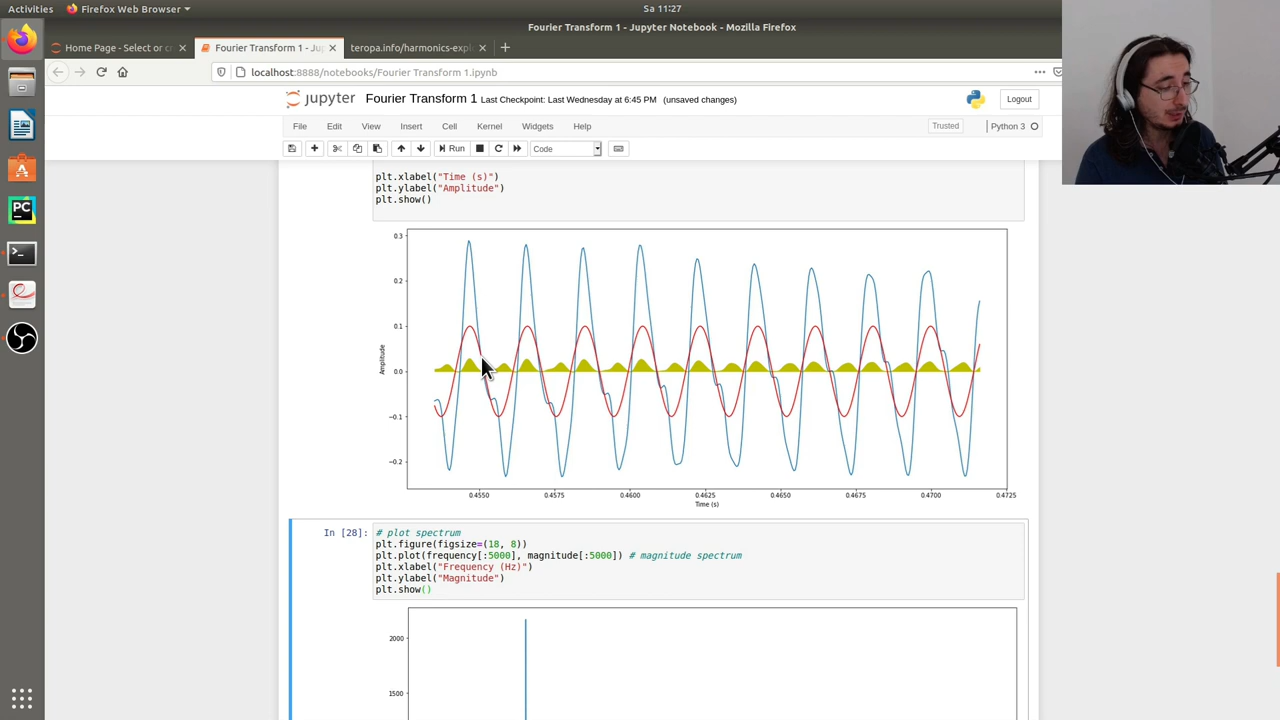 Activities
Firefox Web Browser
Sa 11:27
Fourier Transform 1 - Jupyter Notebook - Mozilla Firefox
Home Page - Select or c
Fourier Transform 1 - Ju
teropa.info/harmonics-expl
localhost:8888/notebooks/Fourier Transform 1.ipynb
jupyter
Fourier Transform 1 Last Checkpoint: Last Wednesday at 6:45 PM (unsaved changes)
Logout
File Edit View Insert Cell Kernel Widgets Help
Trusted
Python 3
Run
Code
plt.xlabel("Time (s)")
plt.ylabel("Amplitude")
plt.show()
0.3
0.2
0.1
0.0
−0.1
−0.2
Amplitude
0.4550 0.4575 0.4600 0.4625 0.4650 0.4675 0.4700 0.4725
Time (s)
In [28]:
# plot spectrum
plt.figure(figsize=(18, 8))
plt.plot(frequency[:5000], magnitude[:5000]) # magnitude spectrum
plt.xlabel("Frequency (Hz)")
plt.ylabel("Magnitude")
plt.show()
2000
1500
PC